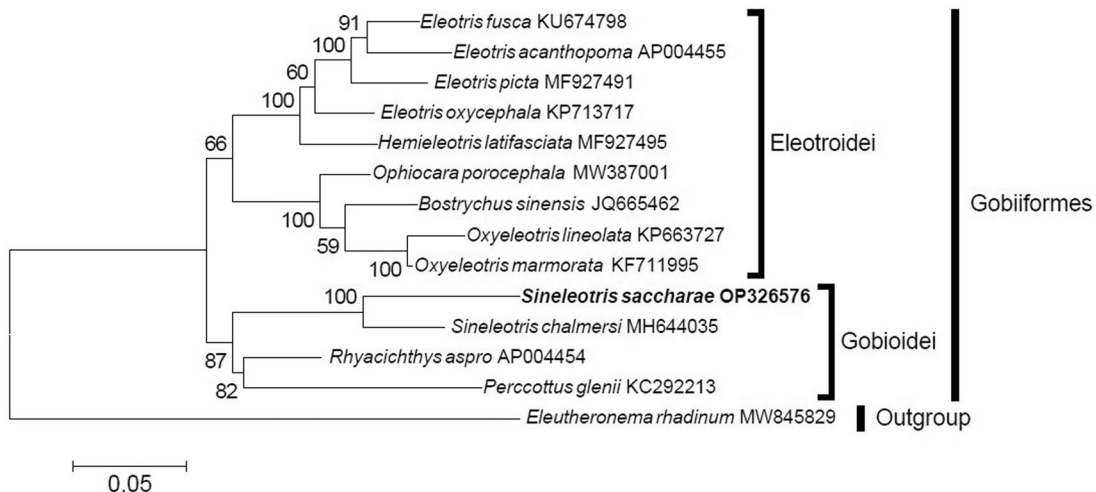 91
Eleotris fusca KU674798
100
Eleotris acanthopoma AP004455
60
Eleotris picta MF927491
100
Eleotris oxycephala KP713717
66
Hemieleotris latifasciata MF927495
Eleotroidei
Ophiocara porocephala MW387001
100
Bostrychus sinensis JQ665462
Gobiiformes
59
Oxyeleotris lineolata KP663727
100
Oxyeleotris marmorata KF711995
100
Sineleotris saccharae OP326576
Sineleotris chalmersi MH644035
Gobioidei
87
Rhyacichthys aspro AP004454
82
Perccottus glenii KC292213
Eleutheronema rhadinum MW845829
Outgroup
0.05